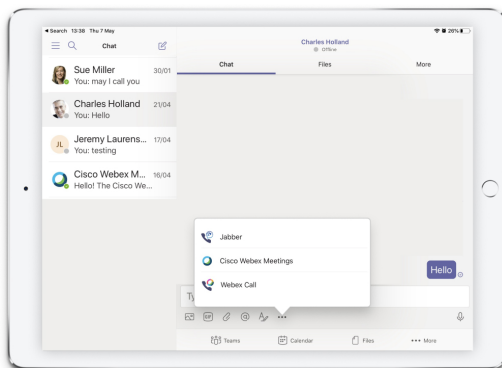 Search 13:38 Thu 7 May
26%
Chat
Charles Holland
Offline
Chat Files More
Sue Miller 30/01
You: may I call you
Charles Holland 21/04
You: Hello
JL Jeremy Laurens... 17/04
You: testing
Cisco Webex M... 16/04
Hello! The Cisco We...
Jabber
Cisco Webex Meetings
Webex Call
Hello
Ty
GIF
Teams Calendar Files More